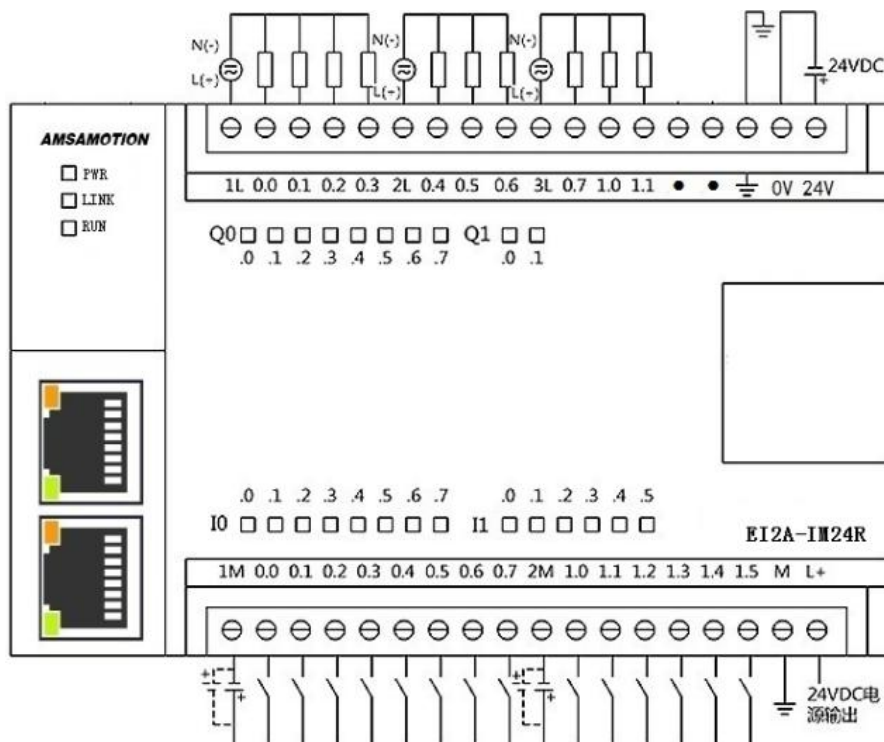 N(-) N(-) N(-)
L(+) L(+) L(+) 24VDC
+
AMSAMOTION
PWR
LINK
RUN
1L 0.0 0.1 0.2 0.3 2L 0.4 0.5 0.6 3L 0.7 1.0 1.1 • • 0V 24V
Q0 Q1
.0 .1 .2 .3 .4 .5 .6 .7 .0 .1
.0 .1 .2 .3 .4 .5 .6 .7 .0 .1 .2 .3 .4 .5
I0 I1
EI2A-IM24R
1M 0.0 0.1 0.2 0.3 0.4 0.5 0.6 0.7 2M 1.0 1.1 1.2 1.3 1.4 1.5 M L+
+ + + +
24VDC电
源输出